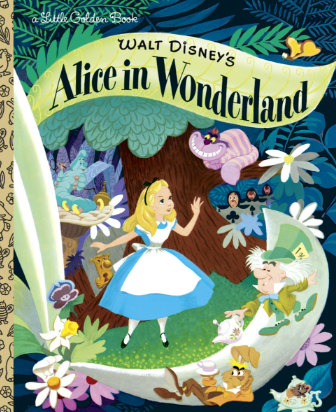 a Little Golden Book
WALT DISNEY'S
Alice in Wonderland